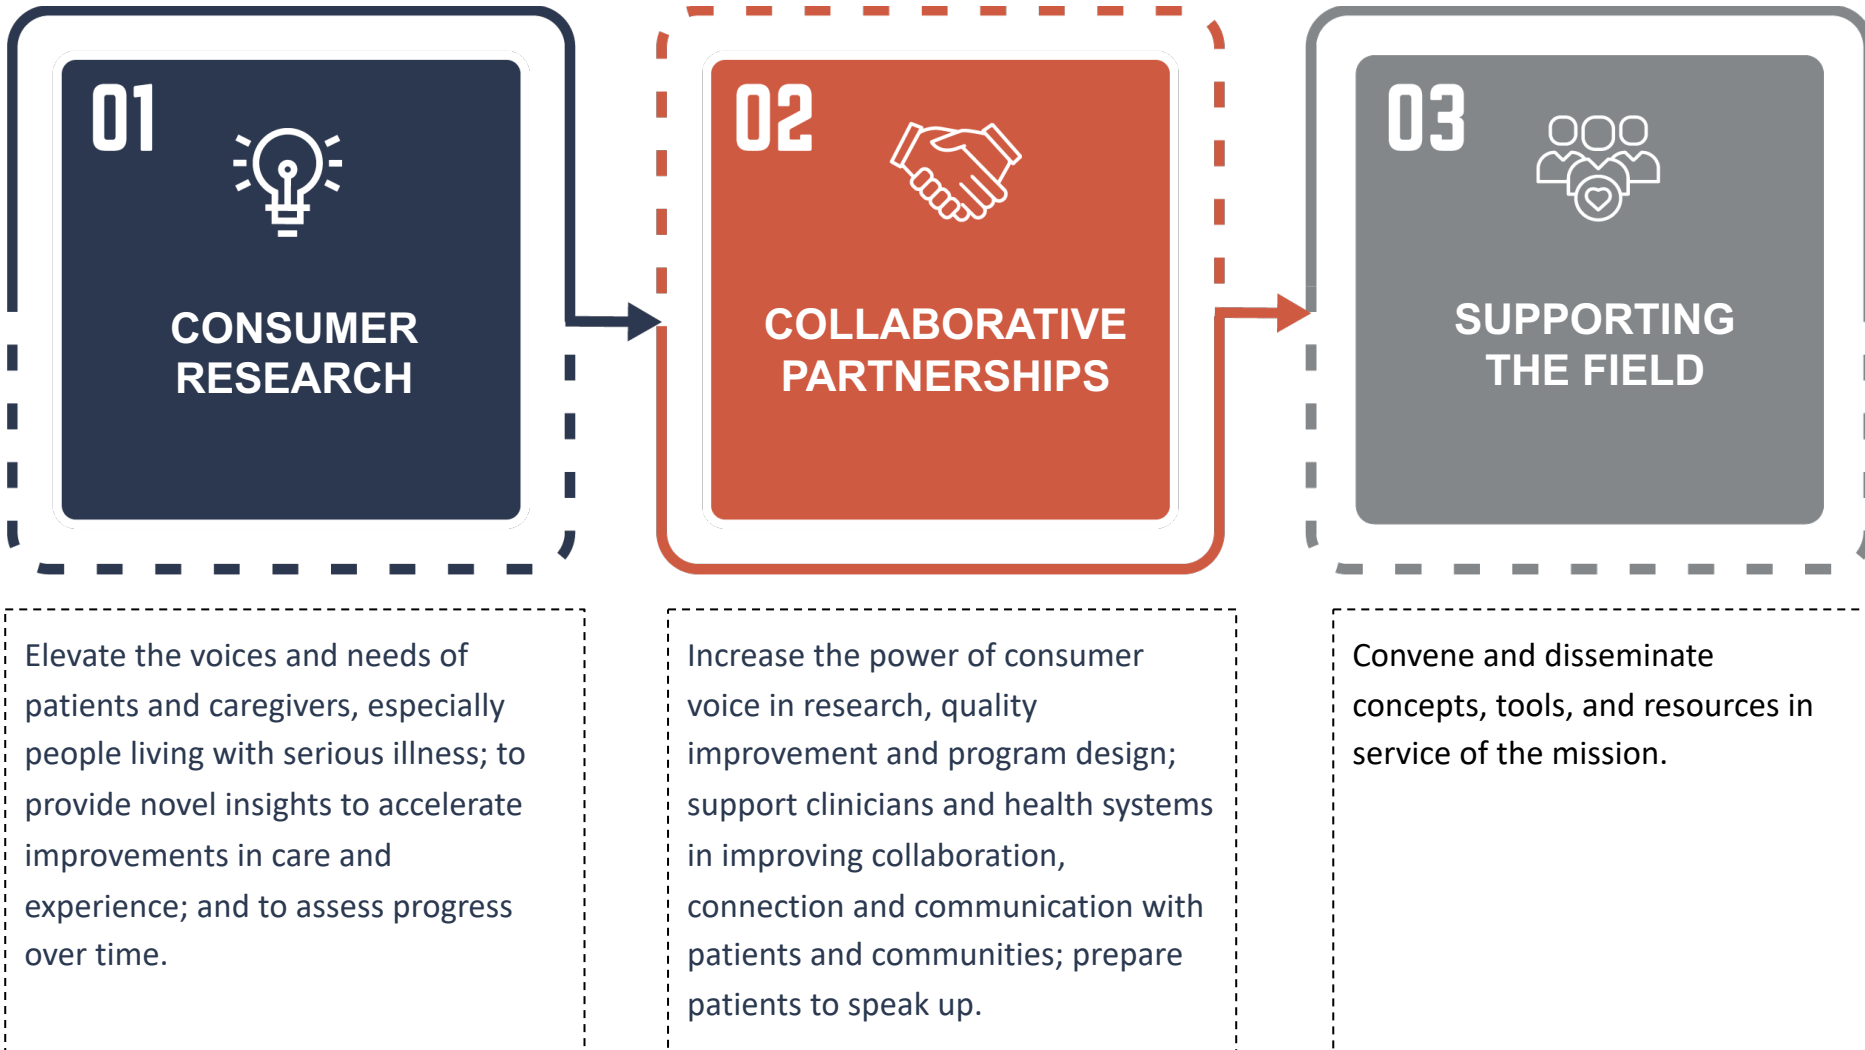 01
CONSUMER
RESEARCH
Elevate the voices and needs of
patients and caregivers, especially
people living with serious illness; to
provide novel insights to accelerate
improvements in care and
experience; and to assess progress
over time.
02
COLLABORATIVE
PARTNERSHIPS
Increase the power of consumer
voice in research, quality
improvement and program design;
support clinicians and health systems
in improving collaboration,
connection and communication with
patients and communities; prepare
patients to speak up.
03
SUPPORTING
THE FIELD
Convene and disseminate
concepts, tools, and resources in
service of the mission.